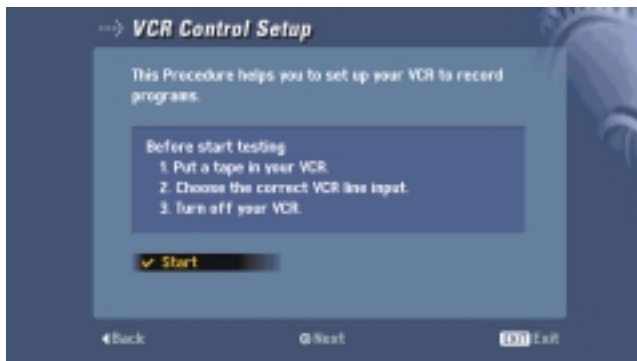 VCR Control Setup
This Procedure helps you to set up your VCR to record
programs.
Before start testing
1. Put a tape in your VCR.
2. Choose the correct VCR line input.
3. Turn off your VCR.
Start
Back Next EXIT Exit